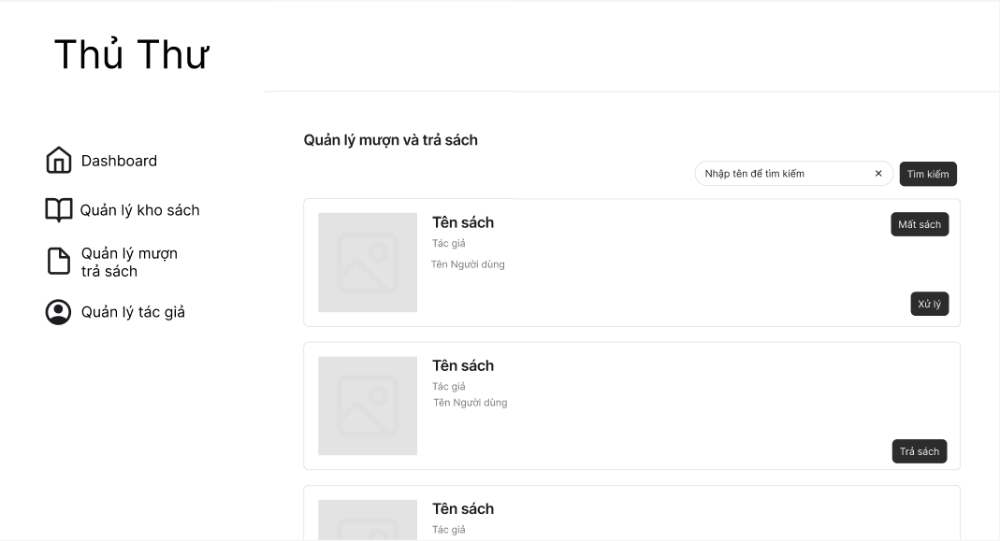 Thủ Thư
Dashboard
Quản lý kho sách
Quản lý mượn
trả sách
Quản lý tác giả
Quản lý mượn và trả sách
Nhập tên để tìm kiếm
Tìm kiếm
Tên sách
Tác giả
Tên Người dùng
Mất sách
Xử lý
Tên sách
Tác giả
Tên Người dùng
Trả sách
Tên sách
Tác giả